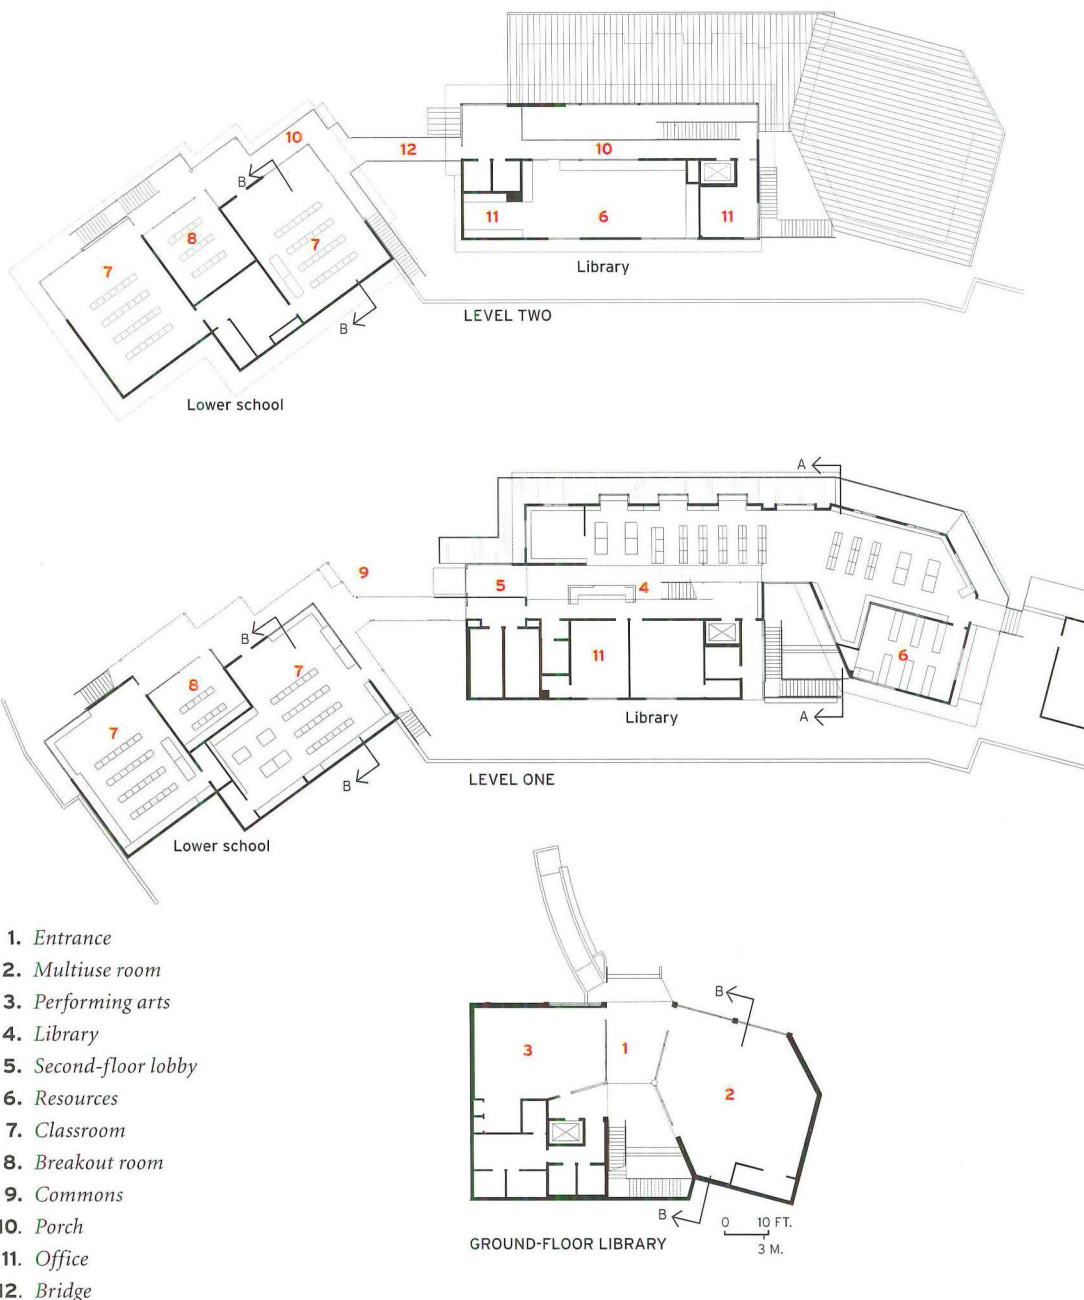 10
12
10
B
8
7
7
11
6
11
Library
B
LEVEL TWO
Lower school
A
9
5
4
B
7
8
11
6
7
Library
A
B
LEVEL ONE
Lower school
1. Entrance
2. Multiuse room
3. Performing arts
4. Library
5. Second-floor lobby
6. Resources
7. Classroom
8. Breakout room
9. Commons
10. Porch
11. Office
12. Bridge
B
3
1
2
B
0 10 FT.
3 M.
GROUND-FLOOR LIBRARY